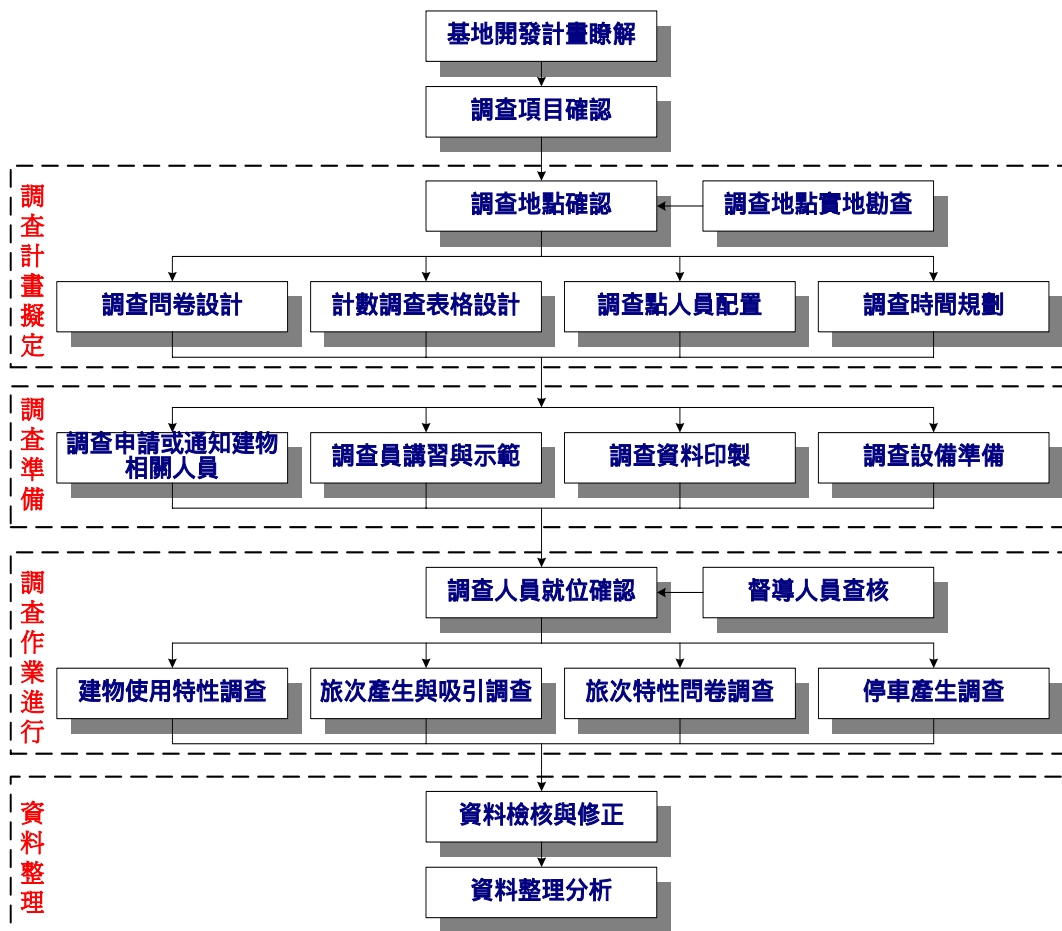 基地開發計畫瞭解
調查項目確認
調查計畫擬定
調查地點確認
調查地點實地勘查
調查問卷設計
計數調查表格設計
調查點人員配置
調查時間規劃
調查準備
調查申請或通知建物
相關人員
調查員講習與示範
調查資料印製
調查設備準備
調查作業進行
調查人員就位確認
督導人員查核
建物使用特性調查
旅次產生與吸引調查
旅次特性問卷調查
停車產生調查
資料整理
資料檢核與修正
資料整理分析